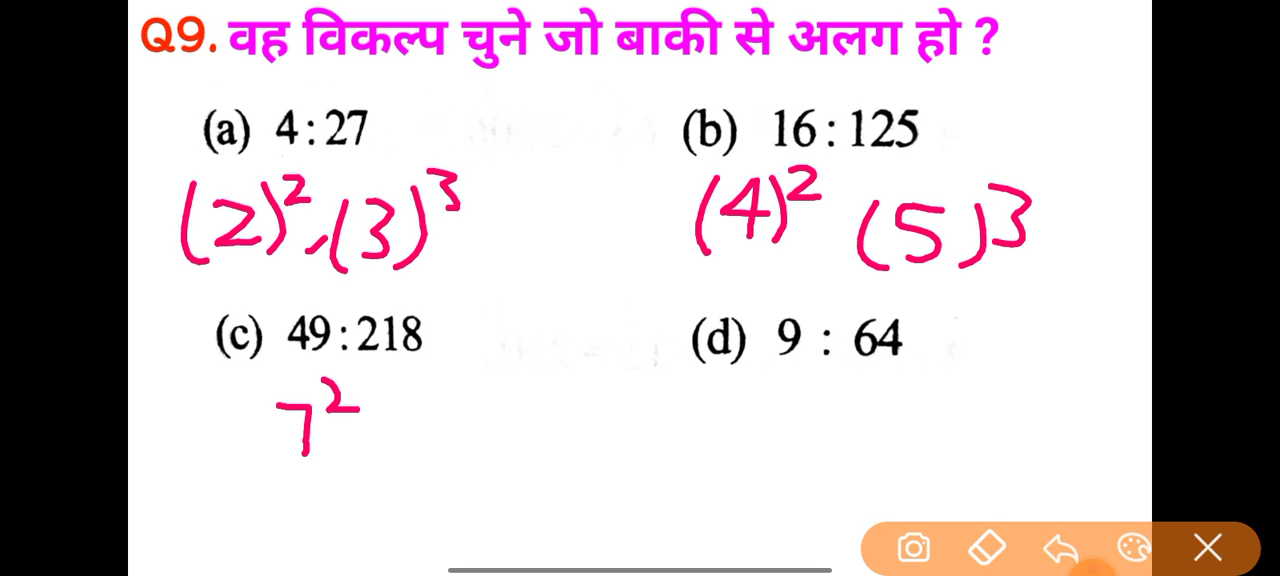 Q9. वह विकल्प चुने जो बाकी से अलग हो ?
(a) 4 : 27 (b) 16 : 125
(2)² , (3)³ (4)² (5)³
(c) 49 : 218 (d) 9 : 64
7²